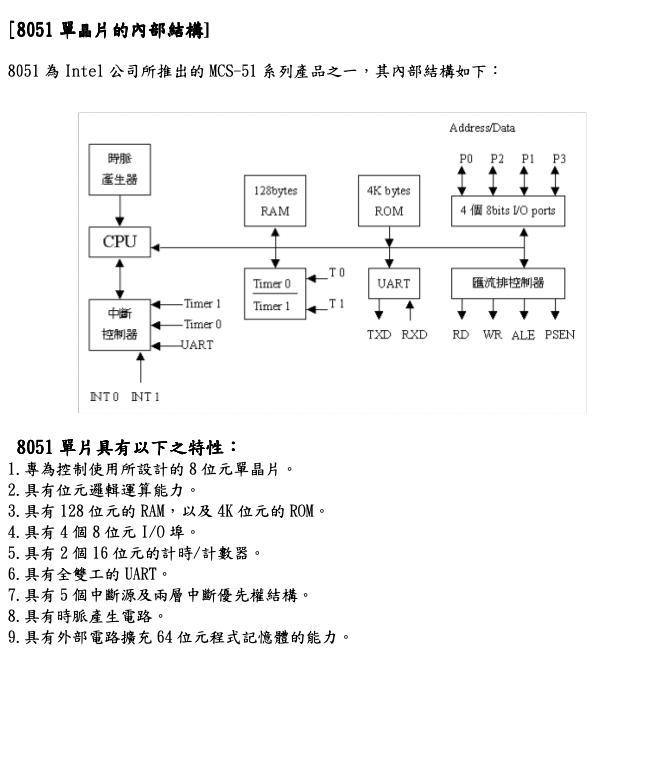 [8051 單晶片的內部結構]
8051 為 Intel 公司所推出的 MCS-51 系列產品之一，其內部結構如下：
Address/Data
P0 P2 P1 P3
時脈
產生器
128bytes
RAM
4K bytes
ROM
4 個 8bits I/O ports
CPU
Timer 0
Timer 1
T 0
T 1
UART
匯流排控制器
中斷
控制器
Timer 1
Timer 0
UART
TXD RXD
RD WR ALE PSEN
INT 0 INT 1
8051 單片具有以下之特性：
1.專為控制使用所設計的 8 位元單晶片。
2.具有位元邏輯運算能力。
3.具有 128 位元的 RAM，以及 4K 位元的 ROM。
4.具有 4 個 8 位元 I/O 埠。
5.具有 2 個 16 位元的計時/計數器。
6.具有全雙工的 UART。
7.具有 5 個中斷源及兩層中斷優先權結構。
8.具有時脈產生電路。
9.具有外部電路擴充 64 位元程式記憶體的能力。